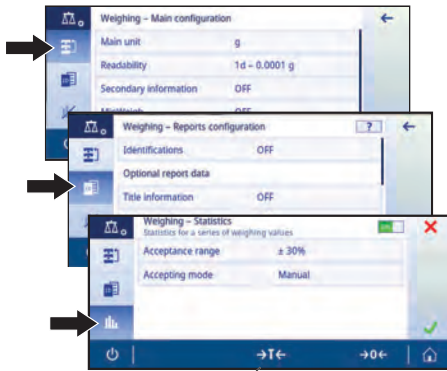 Weighing – Main configuration
Main unit g
Readability 1d – 0.0001 g
Secondary information OFF
Weighing – Reports configuration ?
Identifications OFF
Optional report data
Title information OFF
Weighing – Statistics
Statistics for a series of weighing values
Acceptance range ± 30%
Accepting mode Manual
→T← →0←